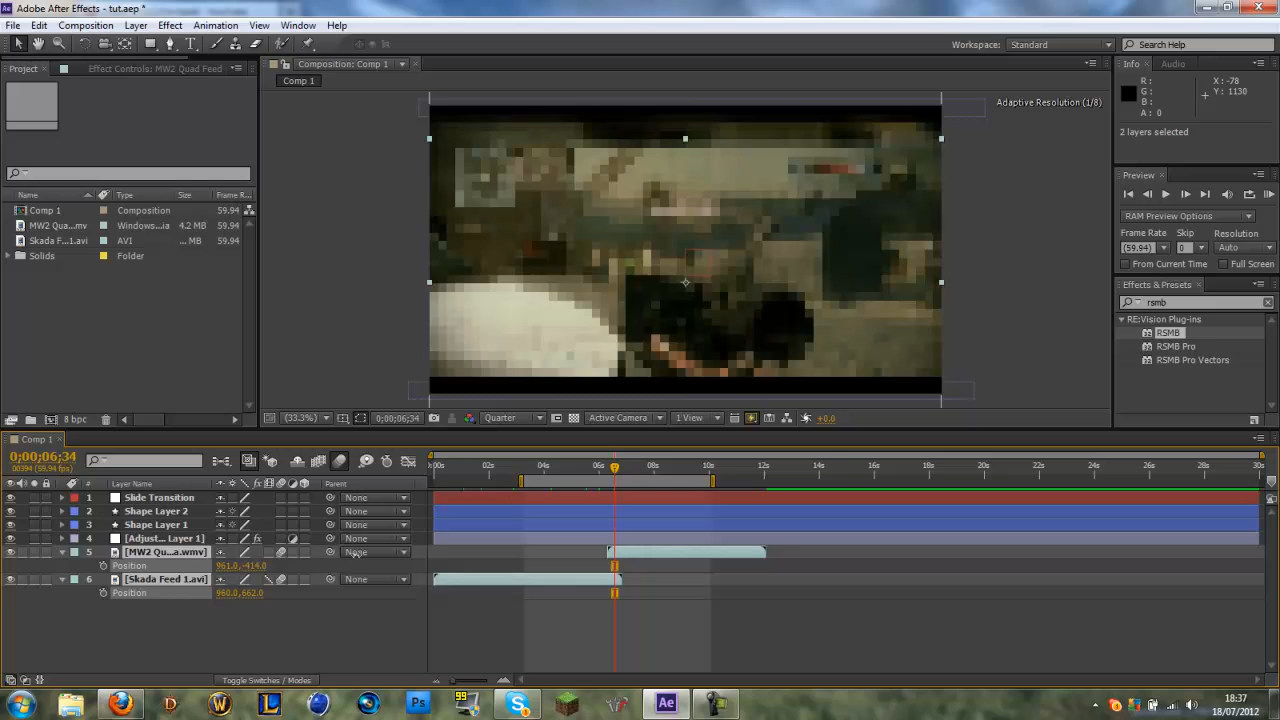 Adobe After Effects - tut.aep *
File Edit Composition Layer Effect Animation View Window Help
Workspace: Standard Search Help
Project Effect Controls: MW2 Quad Feed
Composition: Comp 1
Info Audio
Comp 1
R :
G :
B :
A : 0
X : -78
Y : 1130
Adaptive Resolution (1/8)
2 layers selected
Preview
Name Type Size Frame R...
Comp 1 Composition 59.94
MW2 Qua...mv Windows...ia 4.2 MB 59.94
Skada F...1.avi AVI ... MB 59.94
Solids Folder
RAM Preview Options
Frame Rate Skip Resolution
(59.94) 0 Auto
From Current Time Full Screen
Effects & Presets
rsmb
RE:Vision Plug-ins
RSMB
RSMB Pro
RSMB Pro Vectors
8 bpc
(33.3%) 0;00;06;34 Quarter Active Camera 1 View +0.0
Comp 1
0;00;06;34
00394 (59.94 fps)
:00s 02s 04s 06s 08s 10s 12s 14s 16s 18s 20s 22s 24s 26s 28s 30s
# Layer Name Parent
1 Slide Transition None
2 Shape Layer 2 None
3 Shape Layer 1 None
4 [Adjust...Layer 1] None
5 [MW2 Qu...a.wmv] None
Position 961.0,-414.0
6 [Skada Feed 1.avi] None
Position 960.0,662.0
Toggle Switches / Modes
99
18:37
18/07/2012